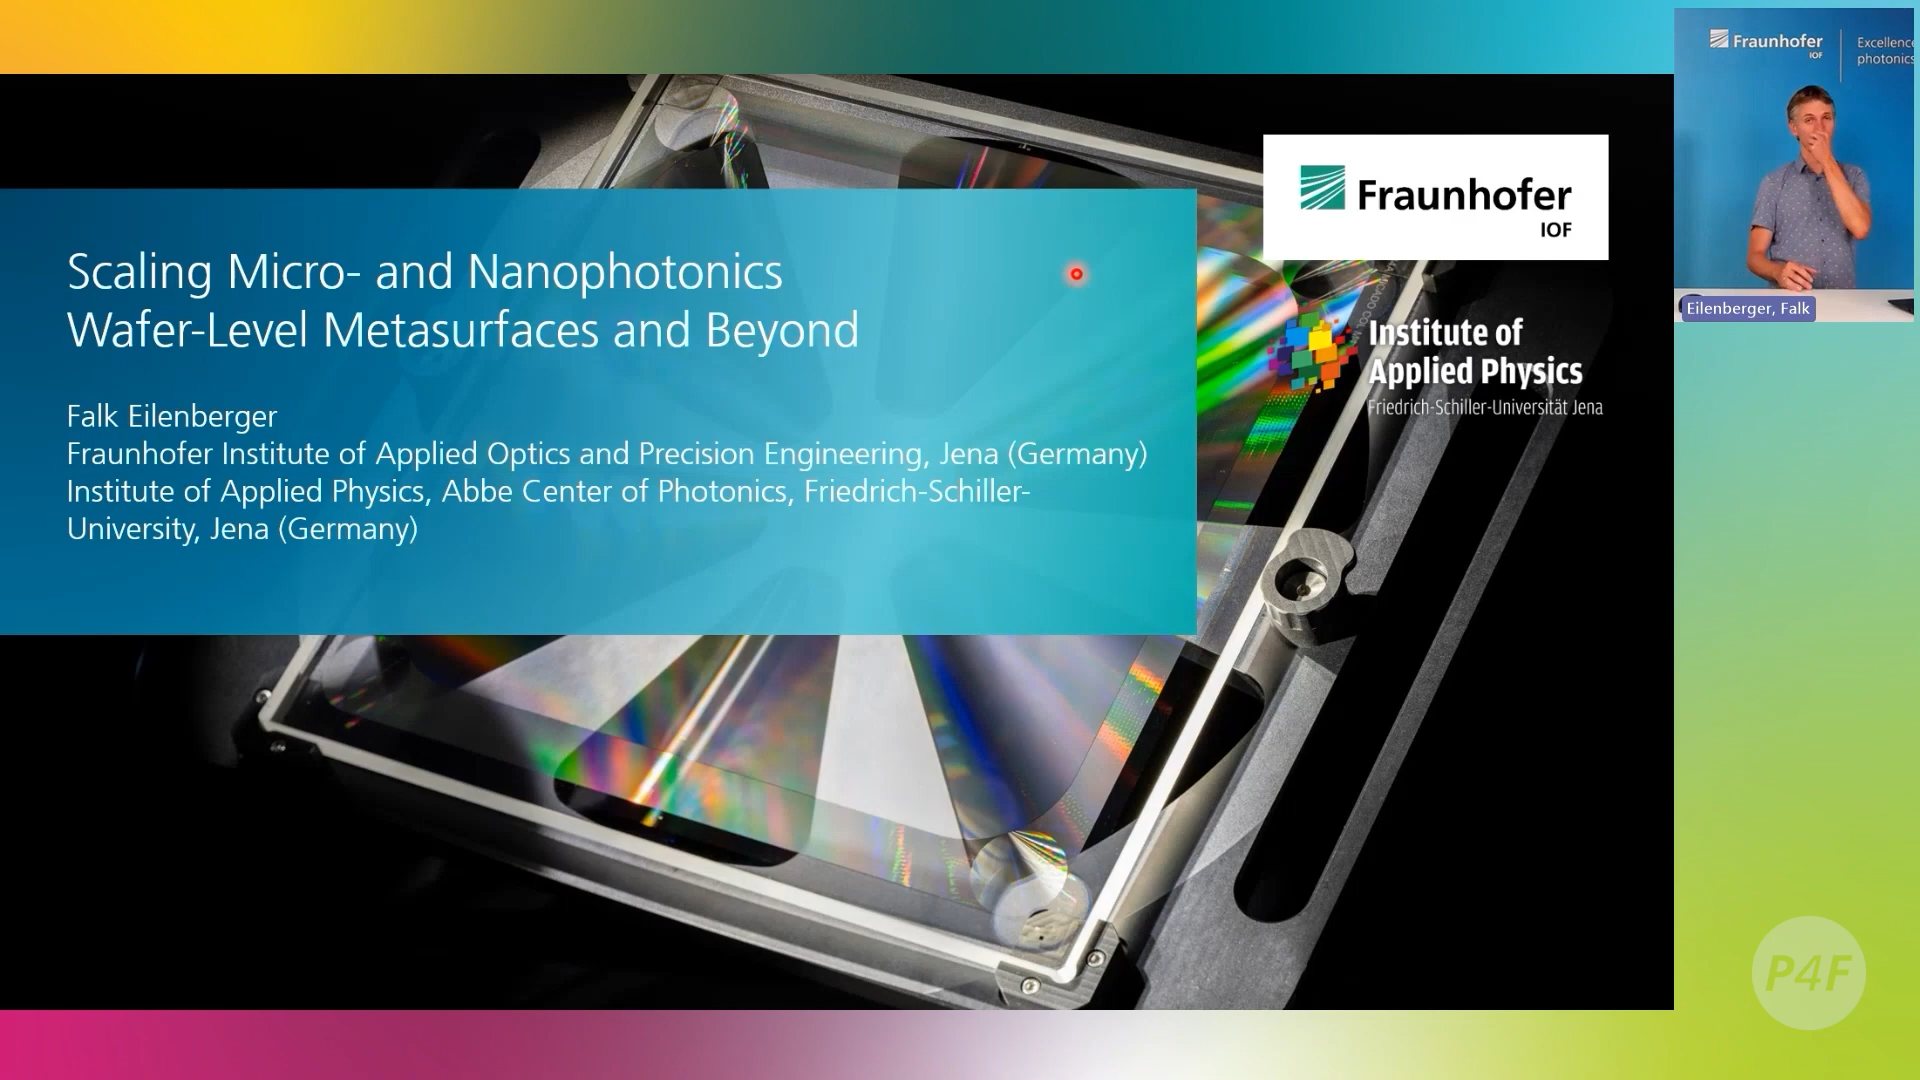 Scaling Micro- and Nanophotonics
Wafer-Level Metasurfaces and Beyond
Falk Eilenberger
Fraunhofer Institute of Applied Optics and Precision Engineering, Jena (Germany)
Institute of Applied Physics, Abbe Center of Photonics, Friedrich-Schiller-
University, Jena (Germany)
Fraunhofer
IOF
Institute of
Applied Physics
Friedrich-Schiller-Universität Jena
Fraunhofer
IOF
Excellence
photonics
Eilenberger, Falk
P4F